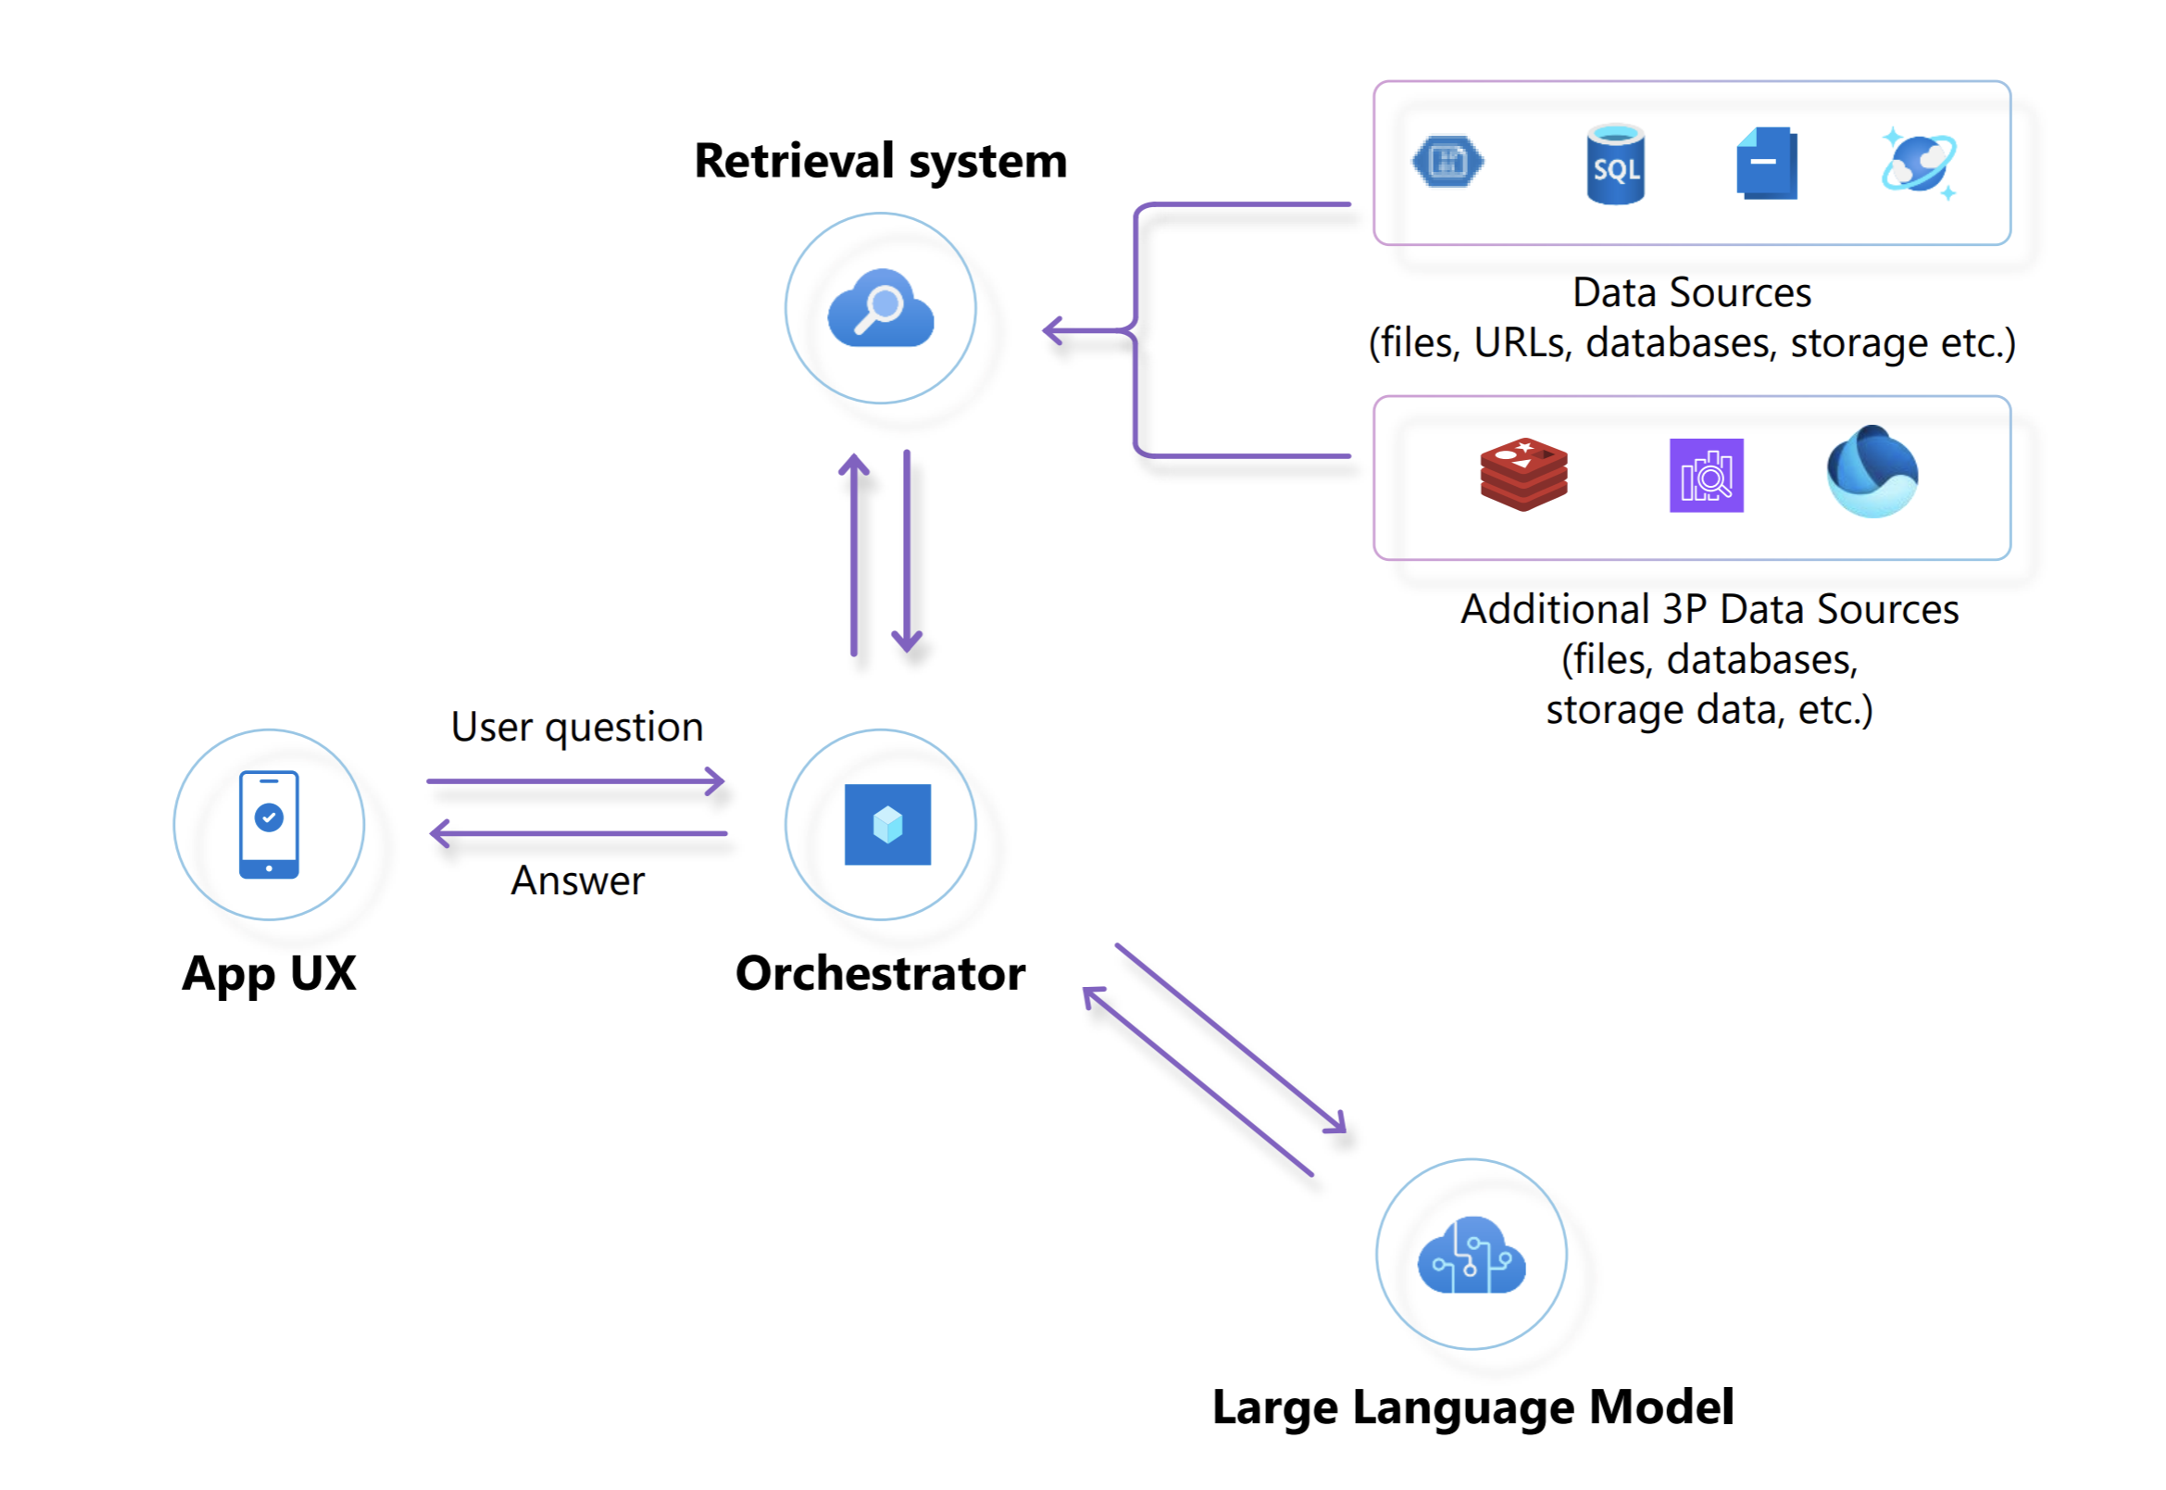 Retrieval system
SQL
Data Sources
(files, URLs, databases, storage etc.)
Additional 3P Data Sources
(files, databases,
storage data, etc.)
User question
Answer
App UX
Orchestrator
Large Language Model